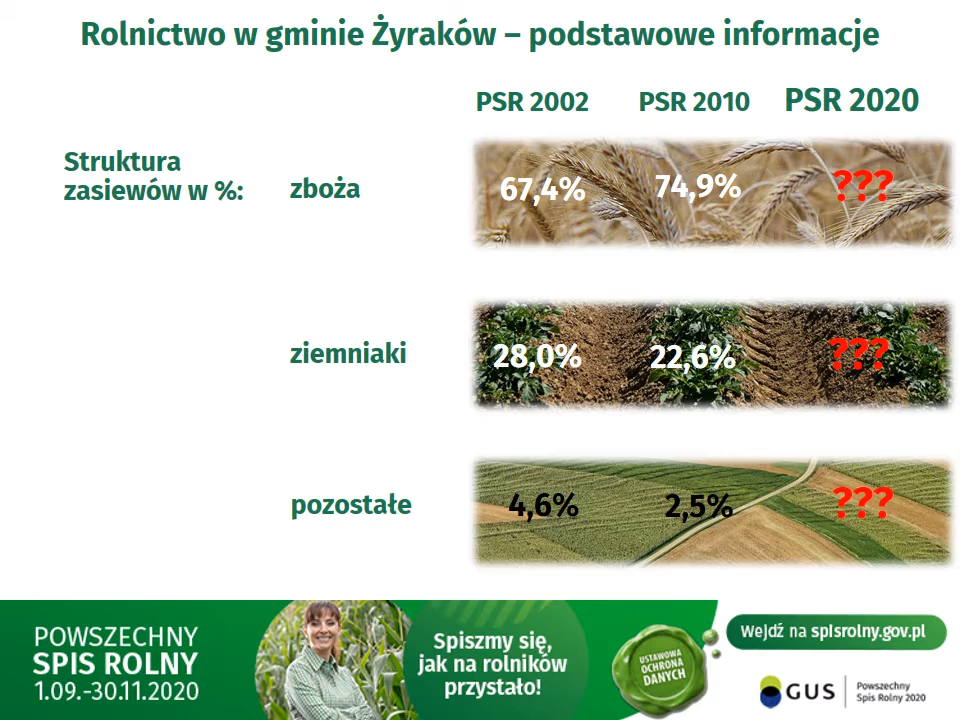 Rolnictwo w gminie Żyraków – podstawowe informacje
PSR 2002 PSR 2010 PSR 2020
Struktura
zasiewów w %:
zboża 67,4% 74,9% ???
ziemniaki 28,0% 22,6% ???
pozostałe 4,6% 2,5% ???
POWSZECHNY
SPIS ROLNY
1.09.-30.11.2020
Spiszmy się,
jak na rolników
przystało!
USTAWOWA
OCHRONA
DANYCH
Wejdź na spisrolny.gov.pl
GUS
Powszechny
Spis Rolny 2020